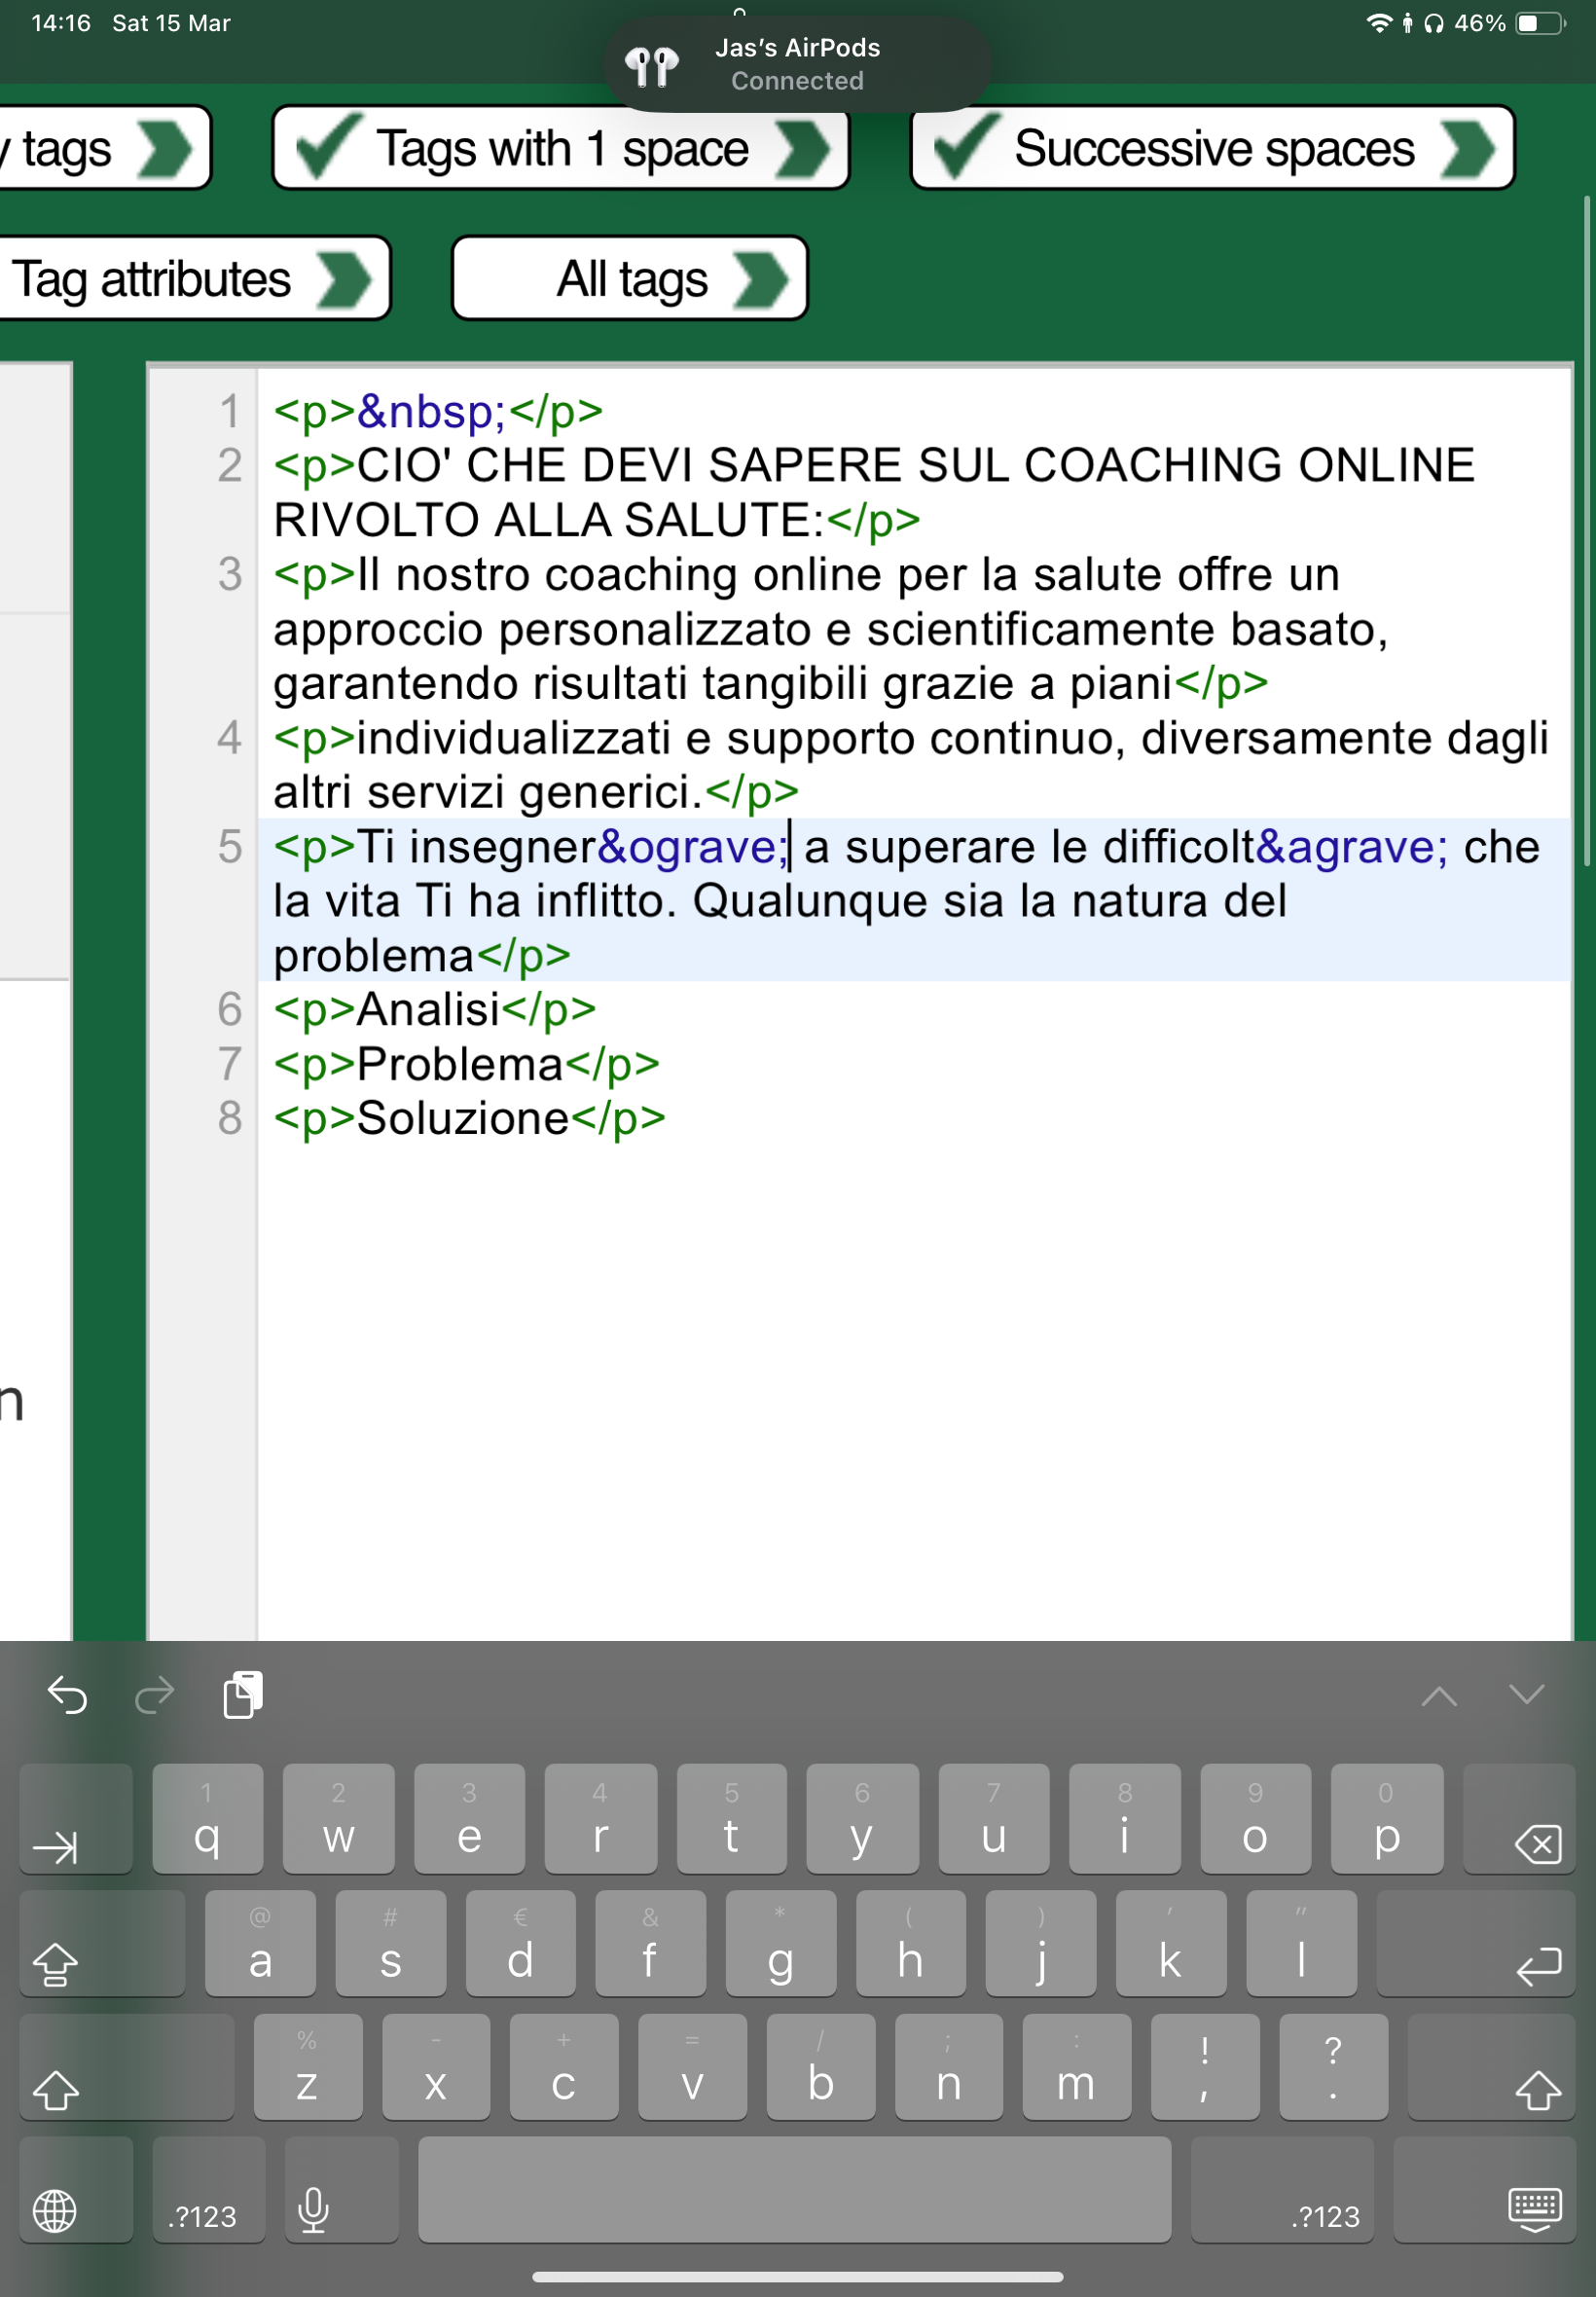 14:16 Sat 15 Mar
46%
Jas's AirPods
Connected
y tags
Tags with 1 space
Successive spaces
Tag attributes
All tags
1 <p>&nbsp;</p>
2 <p>CIO' CHE DEVI SAPERE SUL COACHING ONLINE
RIVOLTO ALLA SALUTE:</p>
3 <p>Il nostro coaching online per la salute offre un
approccio personalizzato e scientificamente basato,
garantendo risultati tangibili grazie a piani</p>
4 <p>individualizzati e supporto continuo, diversamente dagli
altri servizi generici.</p>
5 <p>Ti insegner&ograve; a superare le difficolt&agrave; che
la vita Ti ha inflitto. Qualunque sia la natura del
problema</p>
6 <p>Analisi</p>
7 <p>Problema</p>
8 <p>Soluzione</p>
n
1 2 3 4 5 6 7 8 9 0
q w e r t y u i o p
@ # € & * ( ) ' "
a s d f g h j k l
% - + = / ; : ! ?
z x c v b n m , .
.?123 .?123